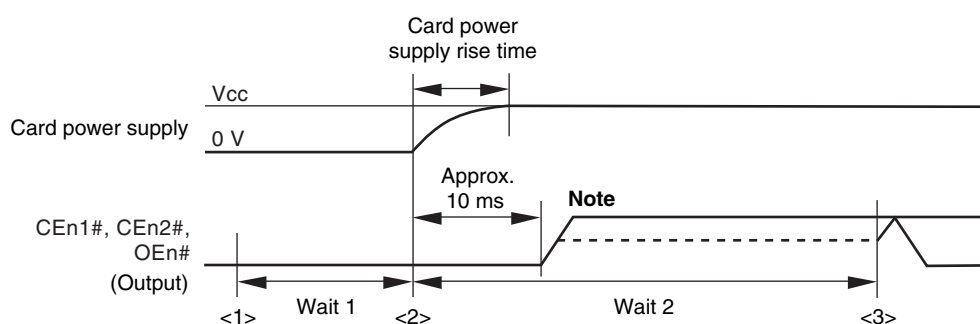 Card power
supply rise time
Vcc
Card power supply
0 V
Approx.
10 ms
Note
CEn1#, CEn2#,
OEn#
(Output)
Wait 1
Wait 2
<1>
<2>
<3>